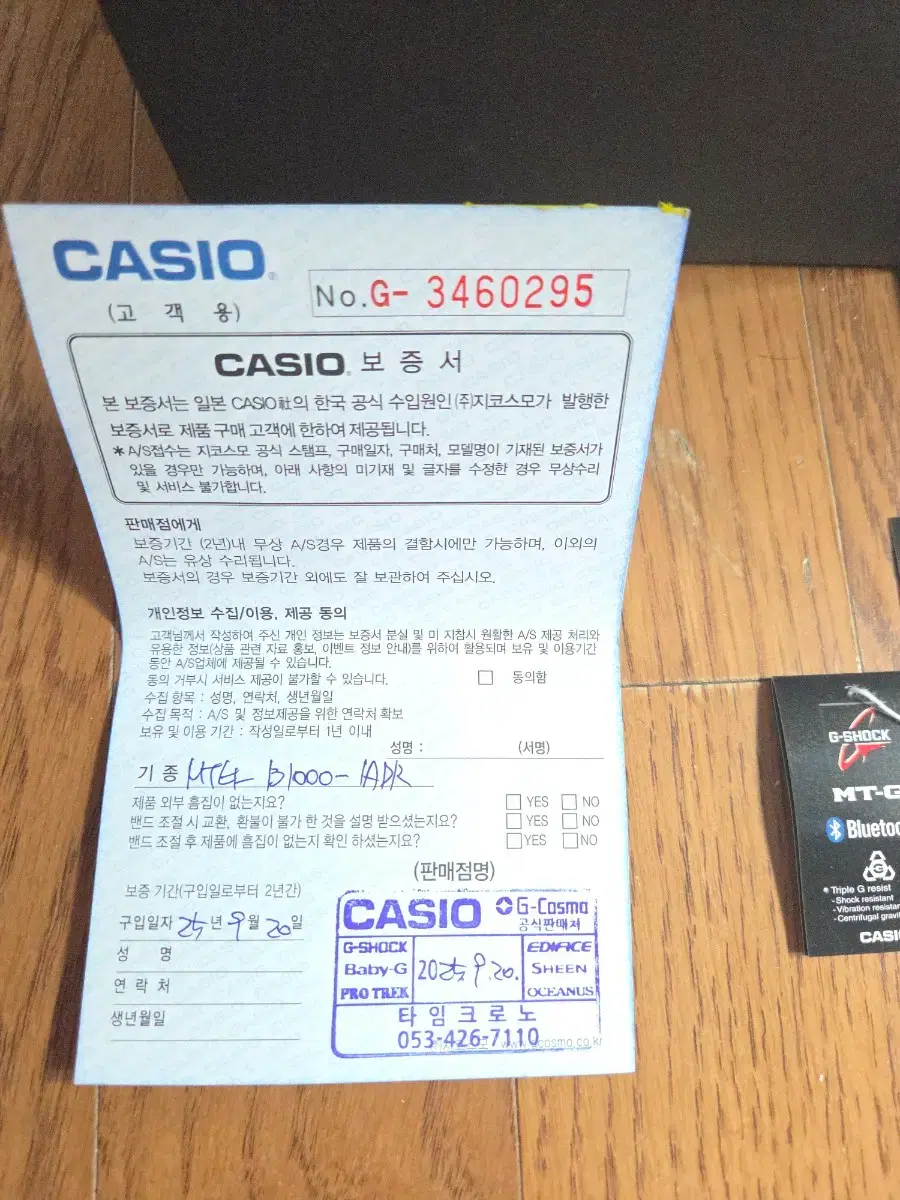 CASIO®
(고 객 용)
No.G- 3460295
CASIO. 보 증 서
본 보증서는 일본 CASIO社의 한국 공식 수입원인 (주)지코스모가 발행한
보증서로 제품 구매 고객에 한하여 제공됩니다.
* A/S접수는 지코스모 공식 스탬프, 구매일자, 구매처, 모델명이 기재된 보증서가
있을 경우만 가능하며, 아래 사항의 미기재 및 글자를 수정한 경우 무상수리
및 서비스 불가합니다.
판매점에게
보증기간 (2년)내 무상 A/S경우 제품의 결함시에만 가능하며, 이외의
A/S는 유상 수리됩니다.
보증서의 경우 보증기간 외에도 잘 보관하여 주십시오.
개인정보 수집/이용, 제공 동의
고객님께서 작성하여 주신 개인 정보는 보증서 분실 및 미 지참시 원활한 A/S 제공 처리와
유용한 정보(상품 관련 자료 홍보, 이벤트 정보 안내)를 위하여 활용되며 보유 및 이용기간
동안 A/S업체에 제공될 수 있습니다.
동의 거부시 서비스 제공이 불가할 수 있습니다. 동의함
수집 항목 : 성명, 연락처, 생년월일
수집 목적 : A/S 및 정보제공을 위한 연락처 확보
보유 및 이용 기간 : 작성일로부터 1년 이내
성명 : (서명)
기 종 B1000-1ADR
제품 외부 흠집이 없는지요? YES NO
밴드 조절 시 교환, 환불이 불가 한 것을 설명 받으셨는지요? YES NO
밴드 조절 후 제품에 흠집이 없는지 확인 하셨는지요? YES NO
(판매점명)
보증 기간(구입일로부터 2년간)
구입일자 25년 9월 20일
성 명
연 락 처
생년월일
CASIO G-Cosmo
공식판매처
G-SHOCK
Baby-G
PRO TREK
2025. 9. 20.
EDIFICE
SHEEN
OCEANUS
타 임 크 로 노
053-426-7110
www.gcosmo.co.kr
G-SHOCK
MT-G
Bluetoo
Triple G resist
-Shock resistant
-Vibration resistan
-Centrifugal gravi
CASI